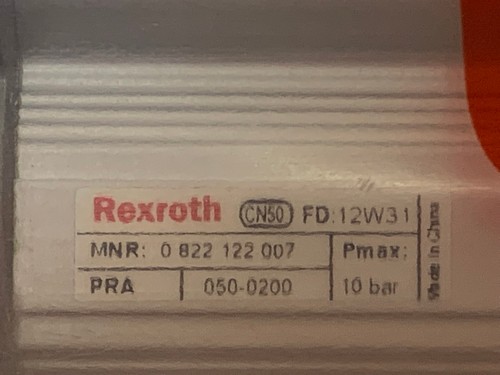 Rexroth CN50 FD:12W31
MNR: 0 822 122 007
Pmax:
PRA 050-0200
10 bar
Made in China